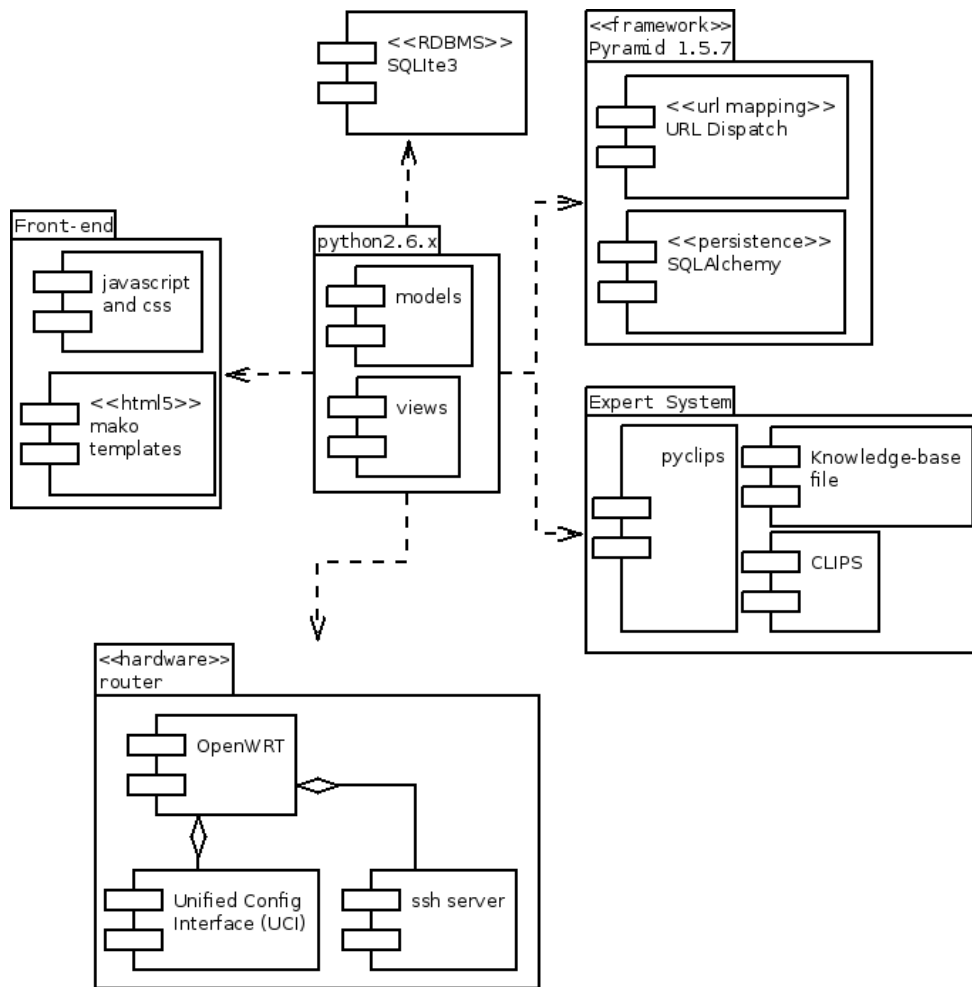 <<RDBMS>>
SQLIte3
<<framework>>
Pyramid 1.5.7
<<url mapping>>
URL Dispatch
<<persistence>>
SQLAlchemy
Front-end
javascript
and css
<<html5>>
mako
templates
python2.6.x
models
views
Expert System
pyclips
Knowledge-base
file
CLIPS
<<hardware>>
router
OpenWRT
Unified Config
Interface (UCI)
ssh server